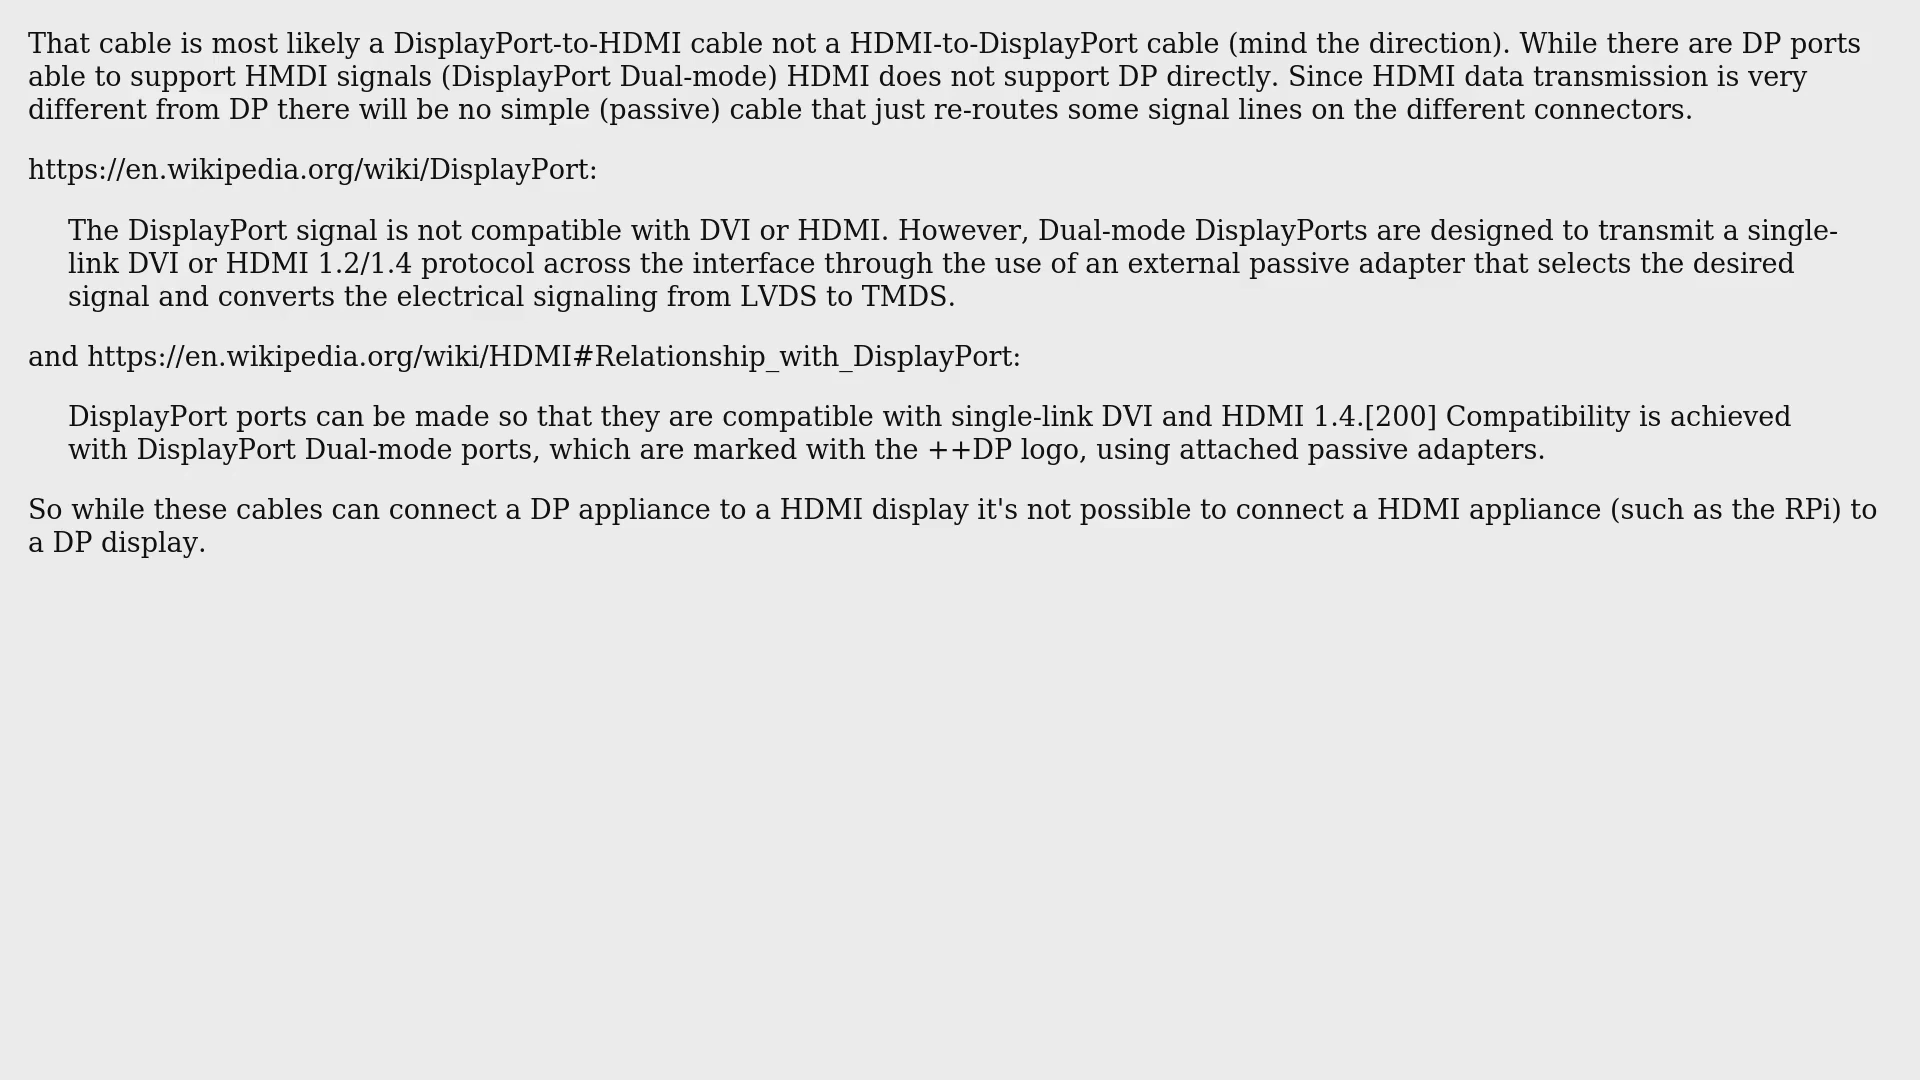 That cable is most likely a DisplayPort-to-HDMI cable not a HDMI-to-DisplayPort cable (mind the direction). While there are DP ports
able to support HMDI signals (DisplayPort Dual-mode) HDMI does not support DP directly. Since HDMI data transmission is very
different from DP there will be no simple (passive) cable that just re-routes some signal lines on the different connectors.
https://en.wikipedia.org/wiki/DisplayPort:
The DisplayPort signal is not compatible with DVI or HDMI. However, Dual-mode DisplayPorts are designed to transmit a single-
link DVI or HDMI 1.2/1.4 protocol across the interface through the use of an external passive adapter that selects the desired
signal and converts the electrical signaling from LVDS to TMDS.
and https://en.wikipedia.org/wiki/HDMI#Relationship_with_DisplayPort:
DisplayPort ports can be made so that they are compatible with single-link DVI and HDMI 1.4.[200] Compatibility is achieved
with DisplayPort Dual-mode ports, which are marked with the ++DP logo, using attached passive adapters.
So while these cables can connect a DP appliance to a HDMI display it's not possible to connect a HDMI appliance (such as the RPi) to
a DP display.